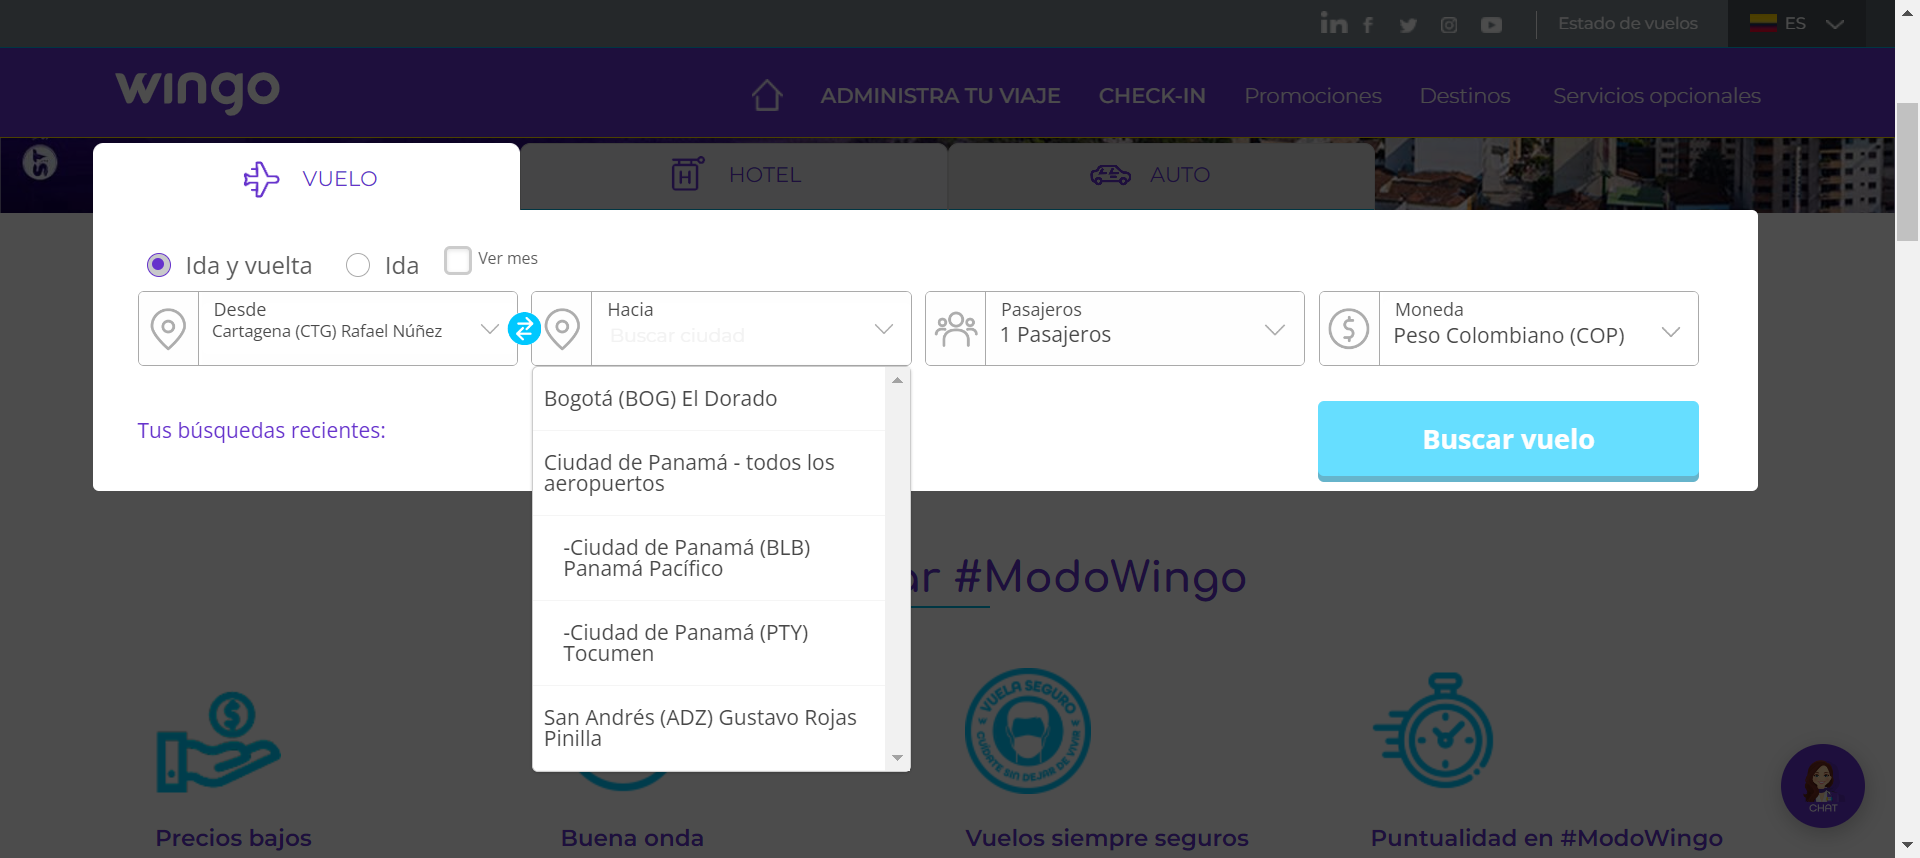 Estado de vuelos
ES
wingo
ADMINISTRA TU VIAJE
CHECK-IN
Promociones
Destinos
Servicios opcionales
VUELO
HOTEL
AUTO
Ida y vuelta
Ida
Ver mes
Desde
Cartagena (CTG) Rafael Núñez
Hacia
Buscar ciudad
Pasajeros
1 Pasajeros
Moneda
Peso Colombiano (COP)
Bogotá (BOG) El Dorado
Ciudad de Panamá - todos los
aeropuertos
-Ciudad de Panamá (BLB)
Panamá Pacífico
-Ciudad de Panamá (PTY)
Tocumen
San Andrés (ADZ) Gustavo Rojas
Pinilla
Tus búsquedas recientes:
Buscar vuelo
#ModoWingo
VUELA SEGURO
CUÍDATE SIN DEJAR DE VIVIR
CHAT
Precios bajos
Buena onda
Vuelos siempre seguros
Puntualidad en #ModoWingo